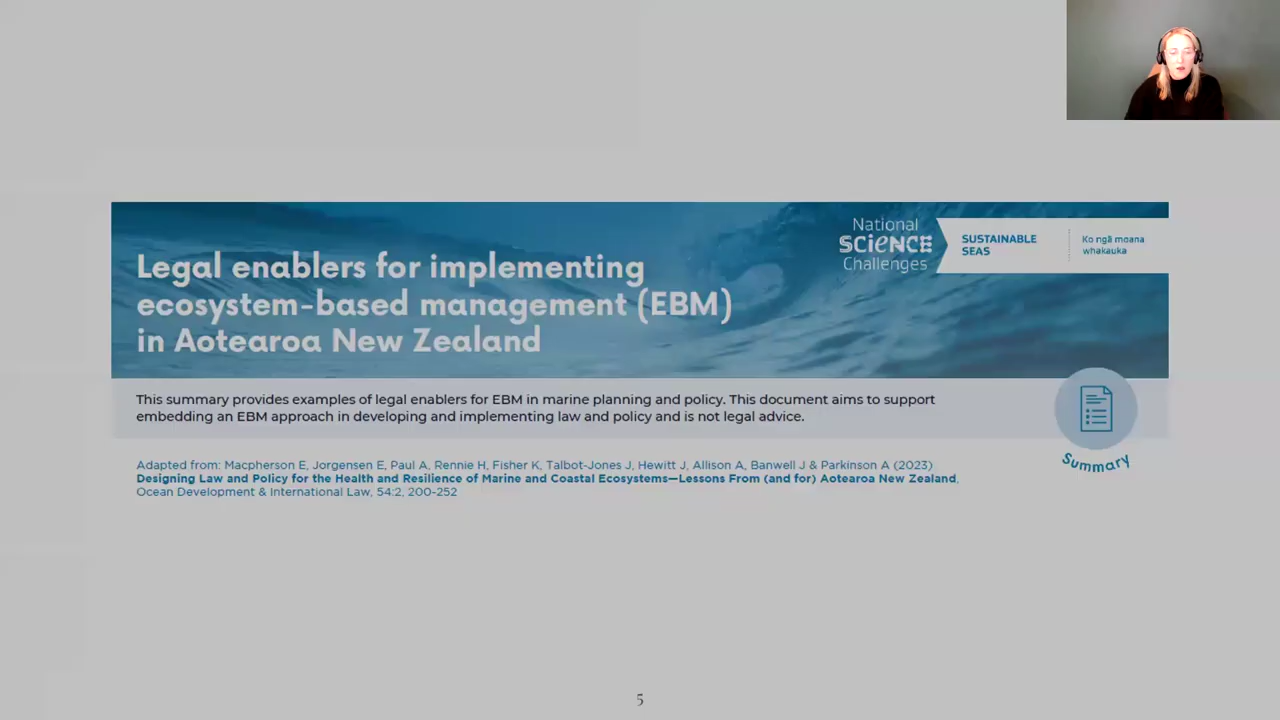 National
SCIENCE
Challenges
SUSTAINABLE
SEAS
Ko ngā moana
whakauka
Legal enablers for implementing
ecosystem-based management (EBM)
in Aotearoa New Zealand
This summary provides examples of legal enablers for EBM in marine planning and policy. This document aims to support
embedding an EBM approach in developing and implementing law and policy and is not legal advice.
Summary
Adapted from: Macpherson E, Jorgensen E, Paul A, Rennie H, Fisher K, Talbot-Jones J, Hewitt J, Allison A, Banwell J & Parkinson A (2023)
Designing Law and Policy for the Health and Resilience of Marine and Coastal Ecosystems—Lessons From (and for) Aotearoa New Zealand,
Ocean Development & International Law, 54:2, 200-252
5